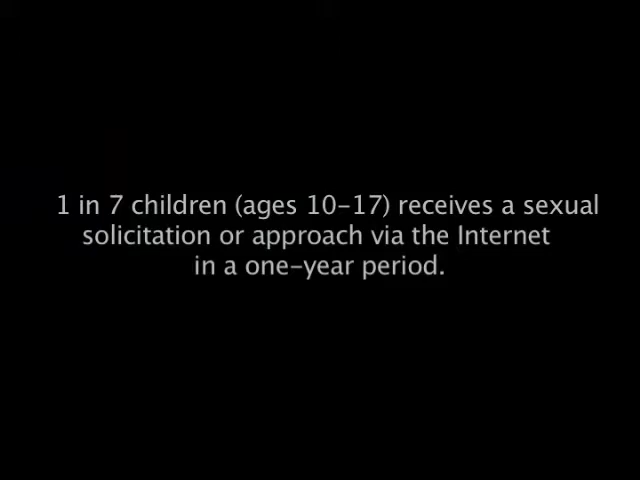 1 in 7 children (ages 10-17) receives a sexual
solicitation or approach via the Internet
in a one-year period.